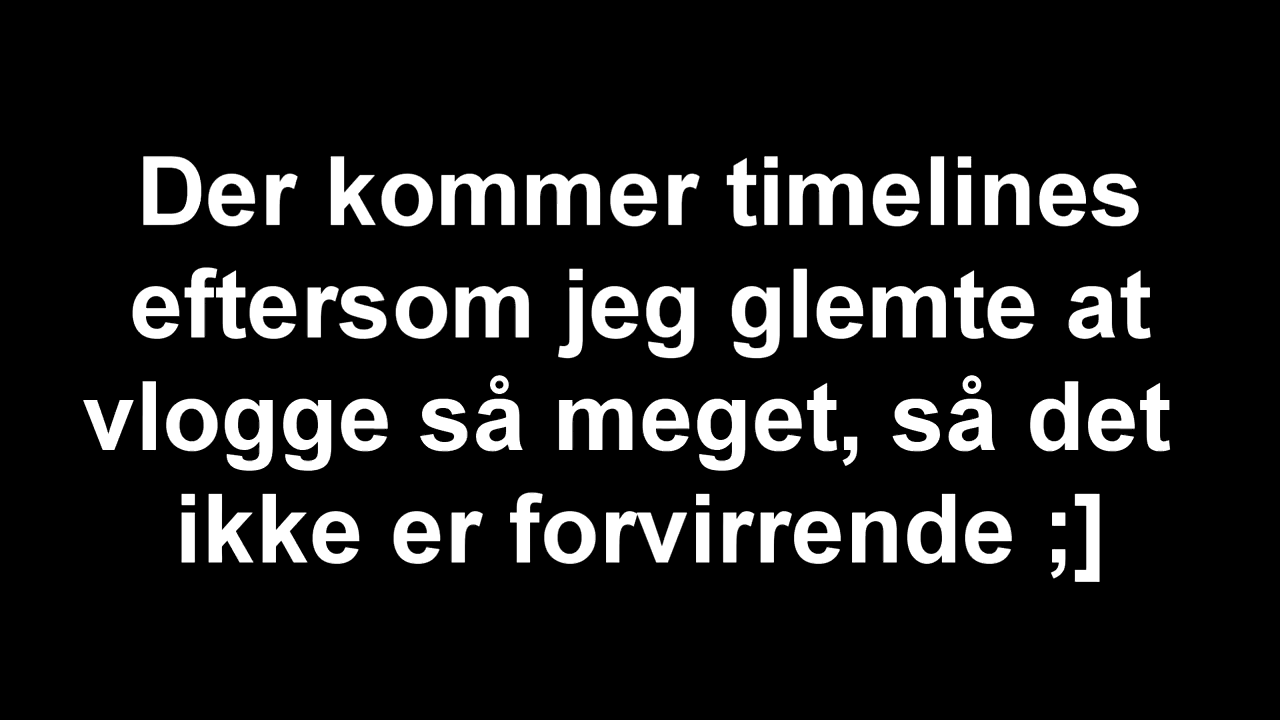 Der kommer timelines
eftersom jeg glemte at
vlogge så meget, så det
ikke er forvirrende ;]